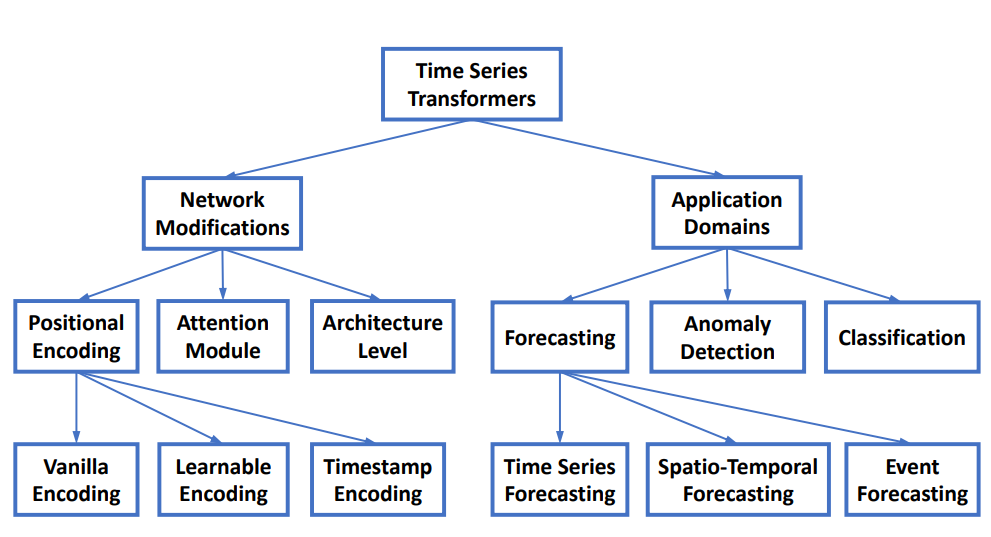 Time Series
Transformers
Network
Modifications
Application
Domains
Positional
Encoding
Attention
Module
Architecture
Level
Forecasting
Anomaly
Detection
Classification
Vanilla
Encoding
Learnable
Encoding
Timestamp
Encoding
Time Series
Forecasting
Spatio-Temporal
Forecasting
Event
Forecasting